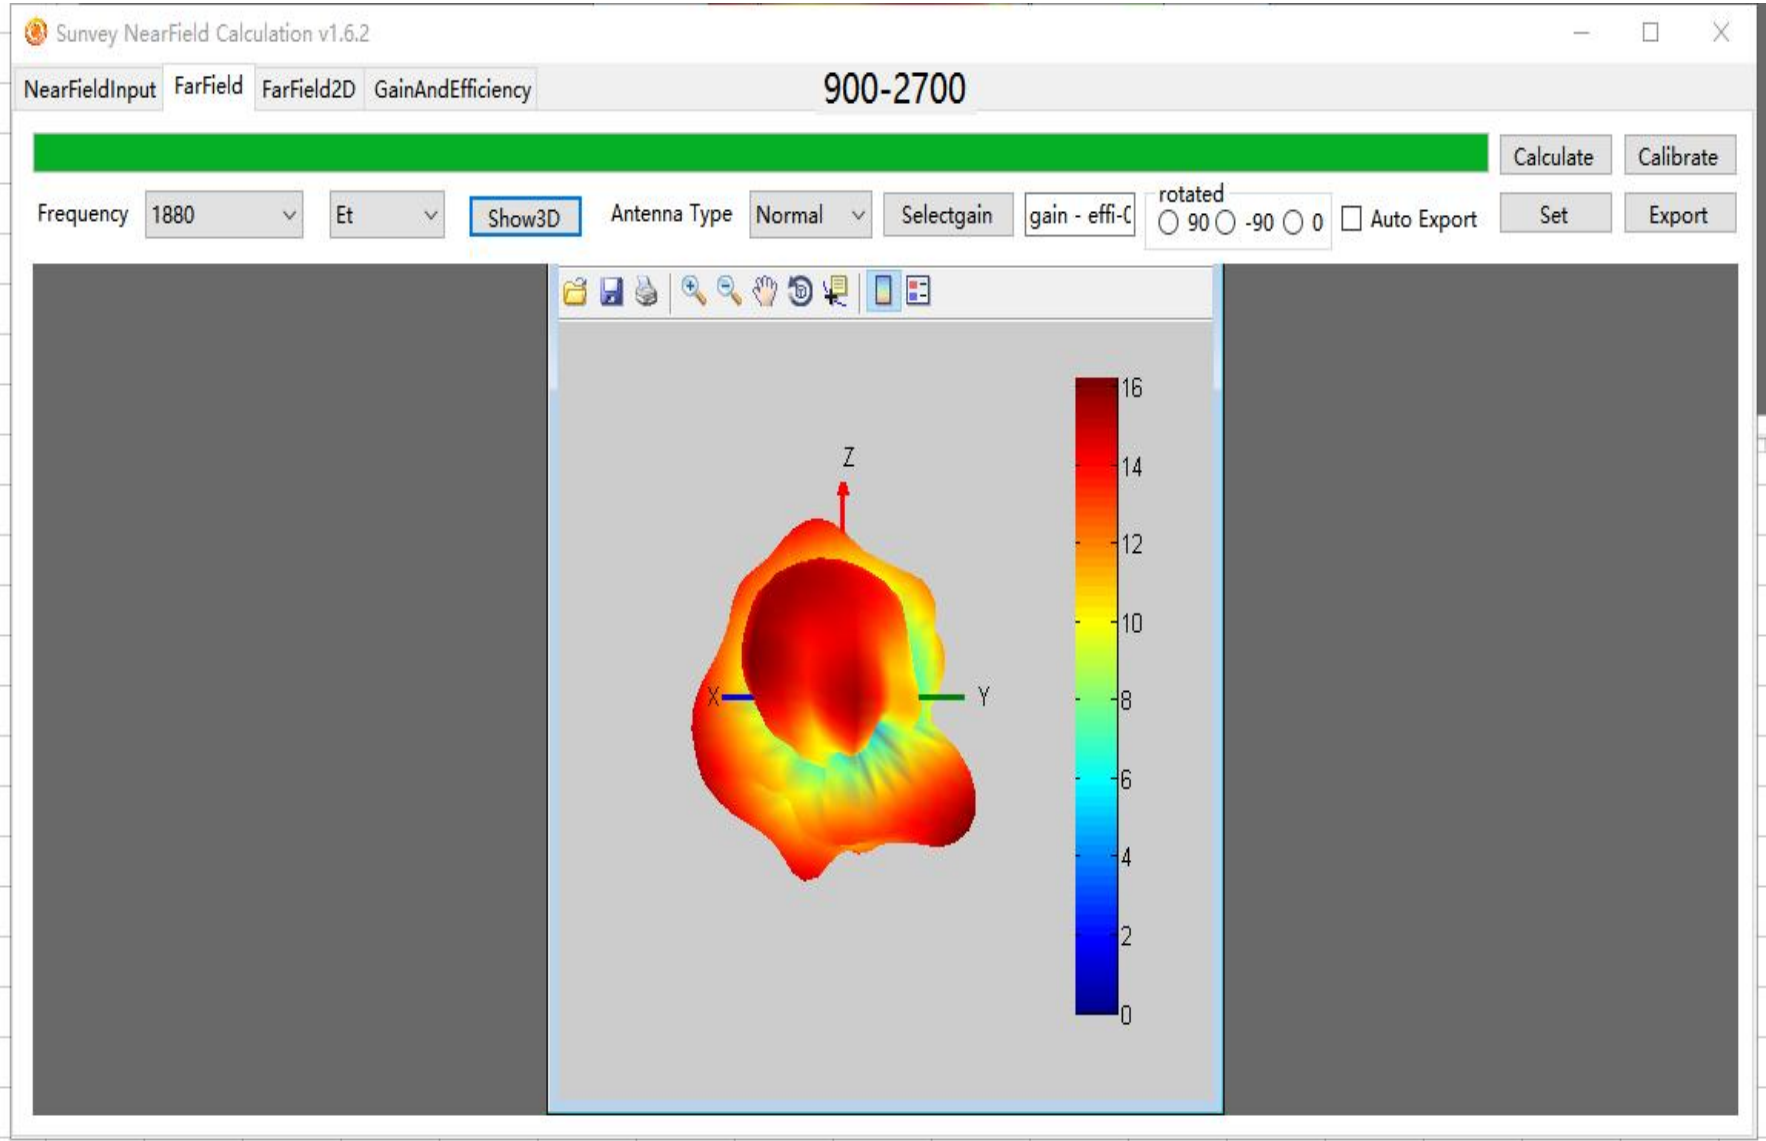 Sunvey NearField Calculation v1.6.2
NearFieldInput FarField FarField2D GainAndEfficiency 900-2700
Calculate Calibrate
Frequency 1880 Et Show3D Antenna Type Normal Selectgain gain - effi- rotated 90 -90 0 Auto Export Set Export
16
Z
14
12
10
X Y 8
6
4
2
0